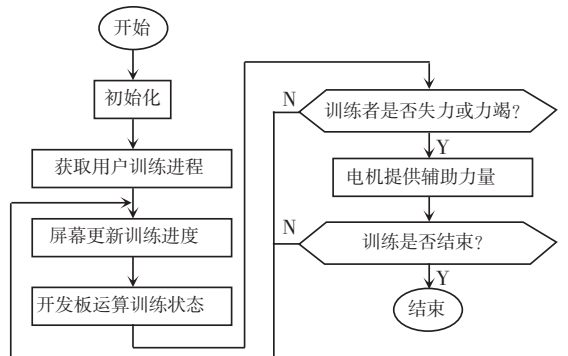 开始
初始化
获取用户训练进程
屏幕更新训练进度
开发板运算训练状态
N
训练者是否失力或力竭?
Y
电机提供辅助力量
N
训练是否结束?
Y
结束